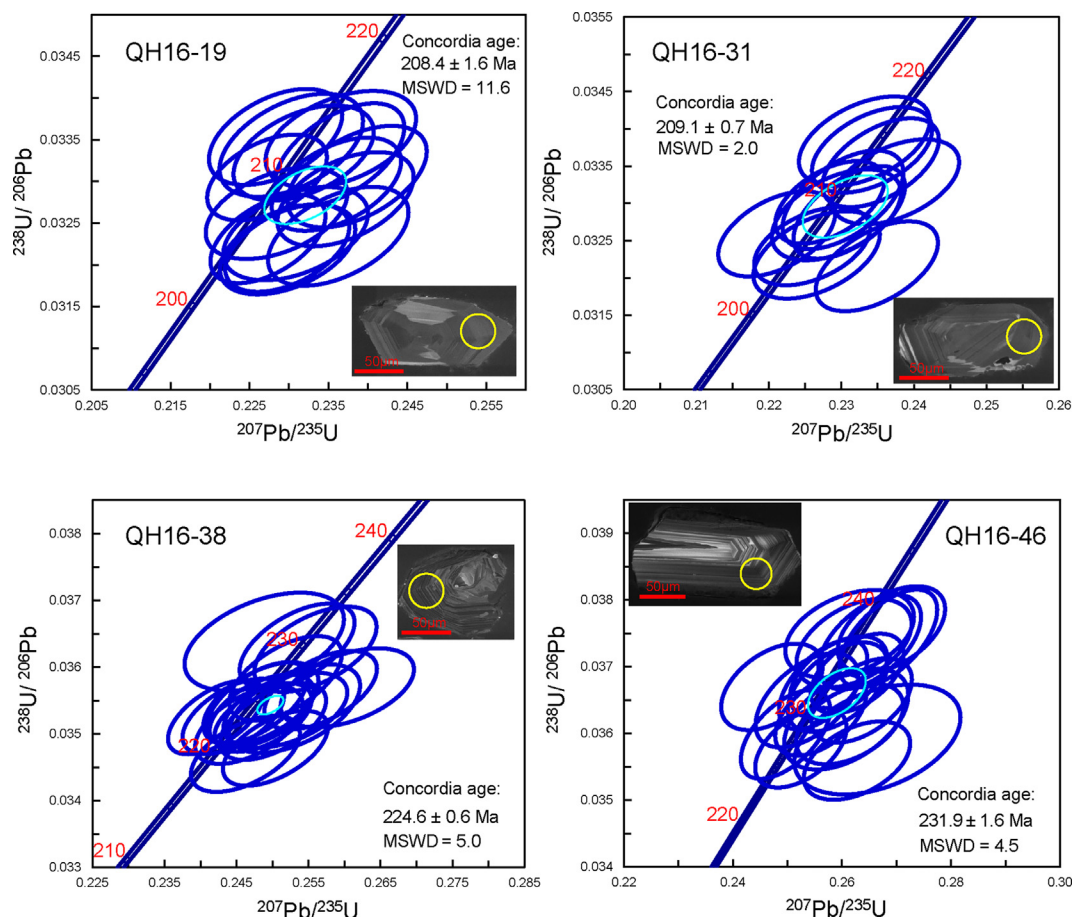 QH16-19
Concordia age:
208.4 ± 1.6 Ma
MSWD = 11.6
220
210
200
50µm
0.0345
0.0335
0.0325
0.0315
0.0305
0.205
0.215
0.225
0.235
0.245
0.255
²³⁸U/ ²⁰⁶Pb
²⁰⁷Pb/²³⁵U
QH16-31
Concordia age:
209.1 ± 0.7 Ma
MSWD = 2.0
220
210
200
50µm
0.0355
0.0345
0.0335
0.0325
0.0315
0.0305
0.20
0.21
0.22
0.23
0.24
0.25
0.26
²³⁸U/ ²⁰⁶Pb
²⁰⁷Pb/²³⁵U
QH16-38
240
230
220
210
50µm
Concordia age:
224.6 ± 0.6 Ma
MSWD = 5.0
0.038
0.037
0.036
0.035
0.034
0.033
0.225
0.235
0.245
0.255
0.265
0.275
0.285
²³⁸U/ ²⁰⁶Pb
²⁰⁷Pb/²³⁵U
QH16-46
50µm
240
230
220
Concordia age:
231.9 ± 1.6 Ma
MSWD = 4.5
0.039
0.038
0.037
0.036
0.035
0.034
0.22
0.24
0.26
0.28
0.30
²³⁸U/ ²⁰⁶Pb
²⁰⁷Pb/²³⁵U